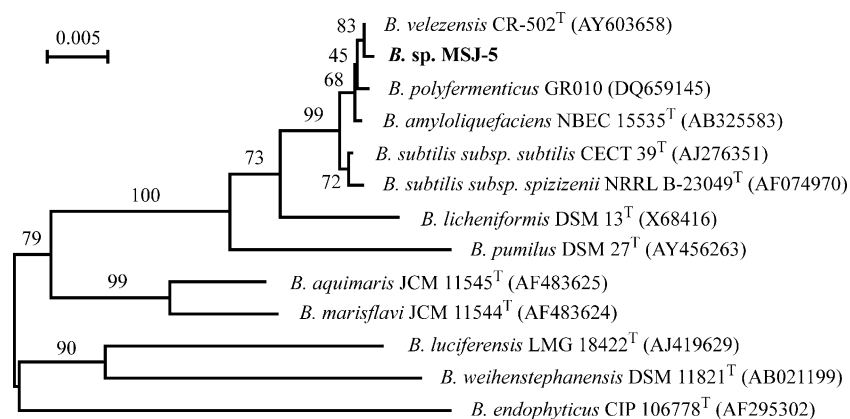 83 B. velezensis CR-502ᵀ (AY603658)
0.005
45 B. sp. MSJ-5
68 B. polyfermenticus GR010 (DQ659145)
99 B. amyloliquefaciens NBEC 15535ᵀ (AB325583)
73 B. subtilis subsp. subtilis CECT 39ᵀ (AJ276351)
72 B. subtilis subsp. spizizenii NRRL B-23049ᵀ (AF074970)
100 B. licheniformis DSM 13ᵀ (X68416)
79 B. pumilus DSM 27ᵀ (AY456263)
99 B. aquimaris JCM 11545ᵀ (AF483625)
B. marisflavi JCM 11544ᵀ (AF483624)
90 B. luciferensis LMG 18422ᵀ (AJ419629)
B. weihenstephanensis DSM 11821ᵀ (AB021199)
B. endophyticus CIP 106778ᵀ (AF295302)